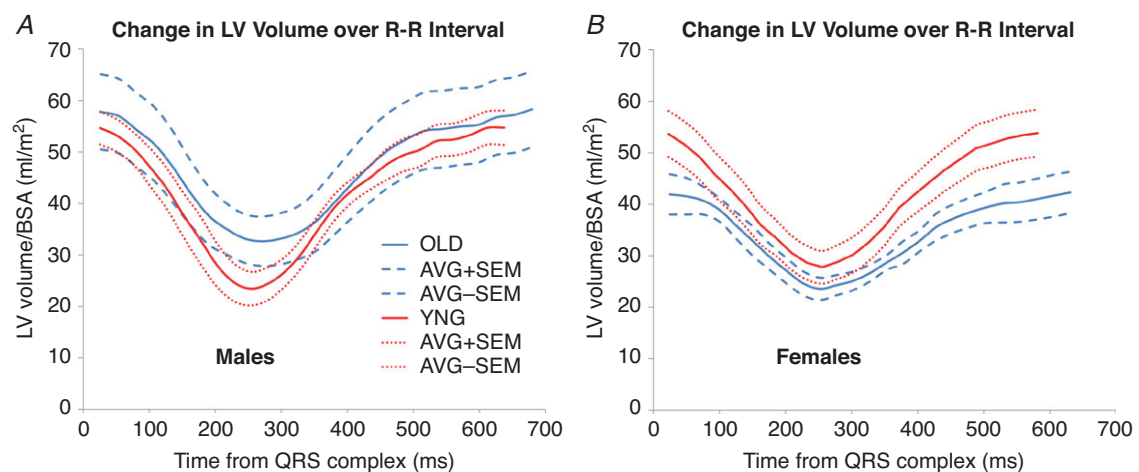 A
Change in LV Volume over R-R Interval
LV volume/BSA (ml/m²)
70
60
50
40
30
20
10
0
OLD
AVG+SEM
AVG–SEM
YNG
AVG+SEM
AVG–SEM
Males
0 100 200 300 400 500 600 700
Time from QRS complex (ms)
B
Change in LV Volume over R-R Interval
LV volume/BSA (ml/m²)
70
60
50
40
30
20
10
0
Females
0 100 200 300 400 500 600 700
Time from QRS complex (ms)